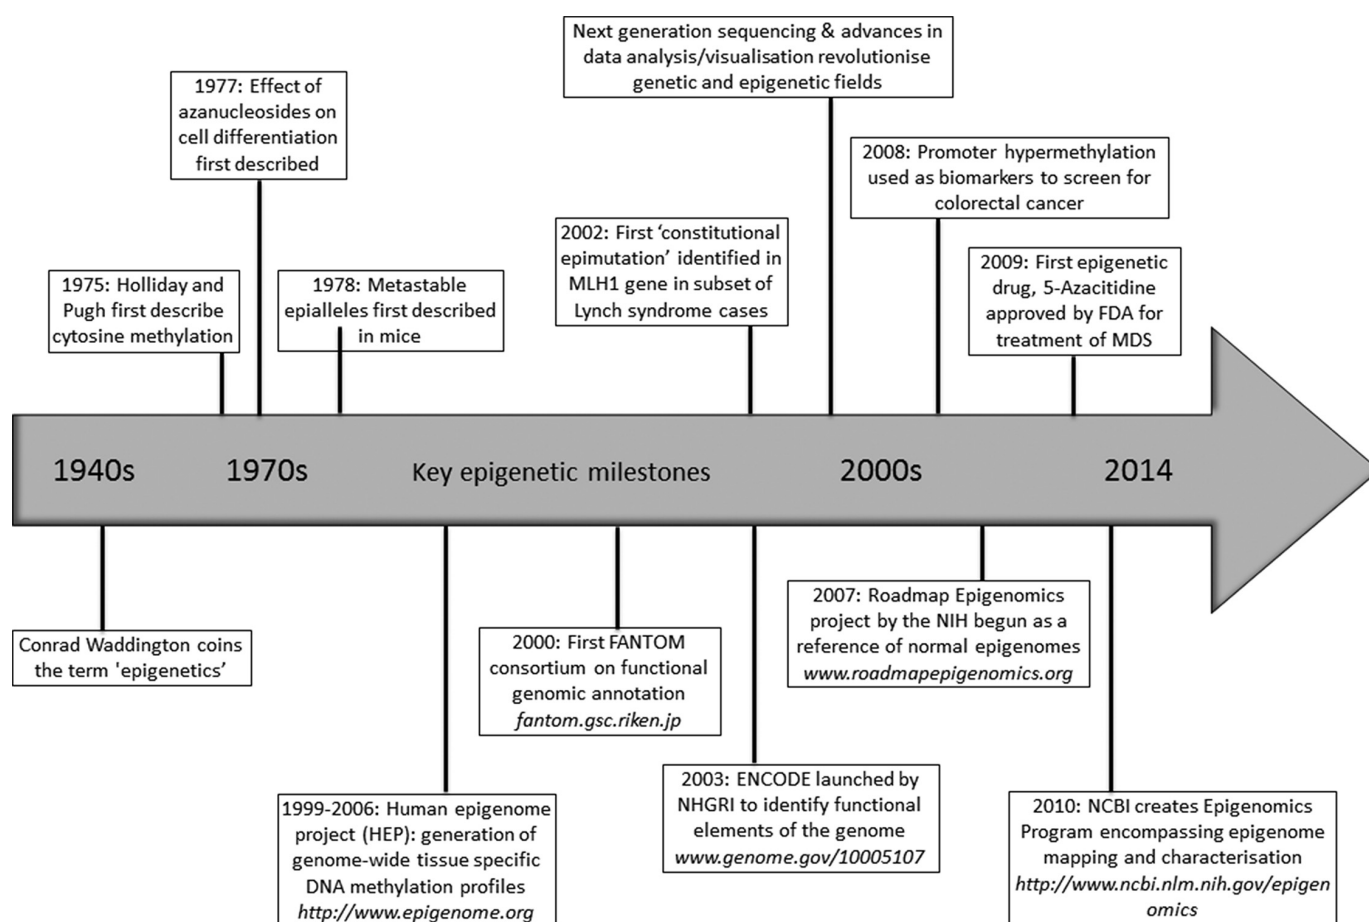 Next generation sequencing & advances in
data analysis/visualisation revolutionise
genetic and epigenetic fields
1977: Effect of
azanucleosides on
cell differentiation
first described
2008: Promoter hypermethylation
used as biomarkers to screen for
colorectal cancer
2002: First ‘constitutional
epimutation’ identified in
MLH1 gene in subset of
Lynch syndrome cases
2009: First epigenetic
drug, 5-Azacitidine
approved by FDA for
treatment of MDS
1975: Holliday and
Pugh first describe
cytosine methylation
1978: Metastable
epialleles first described
in mice
1940s
1970s
Key epigenetic milestones
2000s
2014
Conrad Waddington coins
the term 'epigenetics’
2000: First FANTOM
consortium on functional
genomic annotation
fantom.gsc.riken.jp
2007: Roadmap Epigenomics
project by the NIH begun as a
reference of normal epigenomes
www.roadmapepigenomics.org
1999-2006: Human epigenome
project (HEP): generation of
genome-wide tissue specific
DNA methylation profiles
http://www.epigenome.org
2003: ENCODE launched by
NHGRI to identify functional
elements of the genome
www.genome.gov/10005107
2010: NCBI creates Epigenomics
Program encompassing epigenome
mapping and characterisation
http://www.ncbi.nlm.nih.gov/epigen
omics